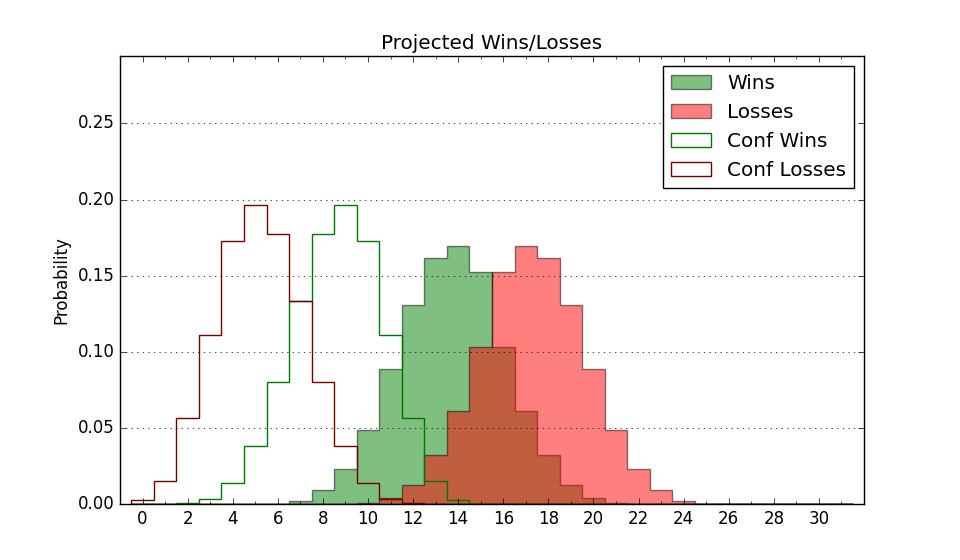 Projected Wins/Losses
Wins
Losses
Conf Wins
Conf Losses
Probability
0.25
0.20
0.15
0.10
0.05
0.00
0 2 4 6 8 10 12 14 16 18 20 22 24 26 28 30